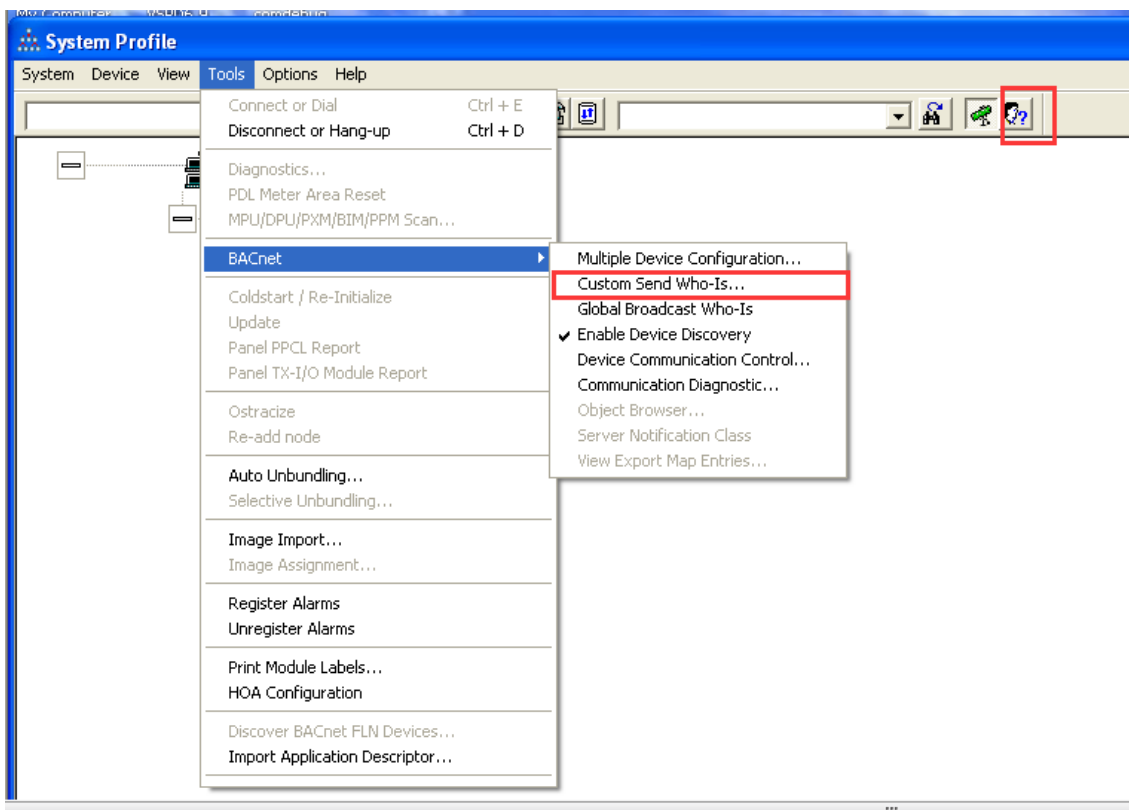 My Computer VSPD6.9 comdebug
System Profile
System Device View Tools Options Help
Connect or Dial Ctrl + E
Disconnect or Hang-up Ctrl + D
Diagnostics...
PDL Meter Area Reset
MPU/DPU/PXM/BIM/PPM Scan...
BACnet
Coldstart / Re-Initialize
Update
Panel PPCL Report
Panel TX-I/O Module Report
Ostracize
Re-add node
Auto Unbundling...
Selective Unbundling...
Image Import...
Image Assignment...
Register Alarms
Unregister Alarms
Print Module Labels...
HOA Configuration
Discover BACnet FLN Devices...
Import Application Descriptor...
Multiple Device Configuration...
Custom Send Who-Is...
Global Broadcast Who-Is
Enable Device Discovery
Device Communication Control...
Communication Diagnostic...
Object Browser...
Server Notification Class
View Export Map Entries...